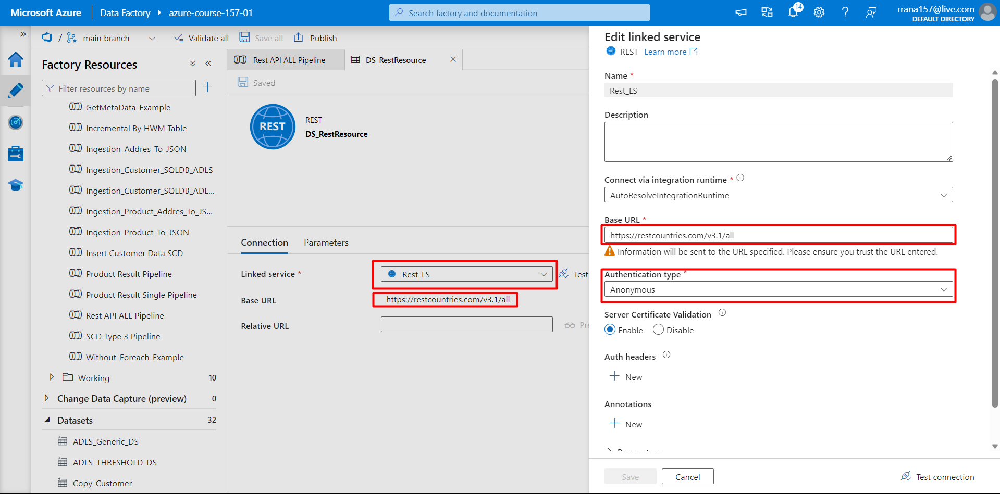 Microsoft Azure
Data Factory
azure-course-157-01
Search factory and documentation
14
rrana157@live.com
DEFAULT DIRECTORY
/
main branch
Validate all
Save all
Publish
Factory Resources
Filter resources by name
GetMetaData_Example
Incremental By HWM Table
Ingestion_Addres_To_JSON
Ingestion_Customer_SQLDB_ADLS
Ingestion_Customer_SQLDB_ADL...
Ingestion_Product_Addres_To_JS...
Ingestion_Product_To_JSON
Insert Customer Data SCD
Product Result Pipeline
Product Result Single Pipeline
Rest API ALL Pipeline
SCD Type 3 Pipeline
Without_Foreach_Example
Working 10
Change Data Capture (preview) 0
Datasets 32
ADLS_Generic_DS
ADLS_THRESHOLD_DS
Copy_Customer
Rest API ALL Pipeline
DS_RestResource
Saved
REST
REST
DS_RestResource
Connection
Parameters
Linked service *
Rest_LS
Test
Base URL
https://restcountries.com/v3.1/all
Relative URL
Edit linked service
REST
Learn more
Name *
Rest_LS
Description
Connect via integration runtime *
AutoResolveIntegrationRuntime
Base URL *
https://restcountries.com/v3.1/all
Information will be sent to the URL specified. Please ensure you trust the URL entered.
Authentication type *
Anonymous
Server Certificate Validation
Enable
Disable
Auth headers
New
Annotations
New
Parameters
Save
Cancel
Test connection